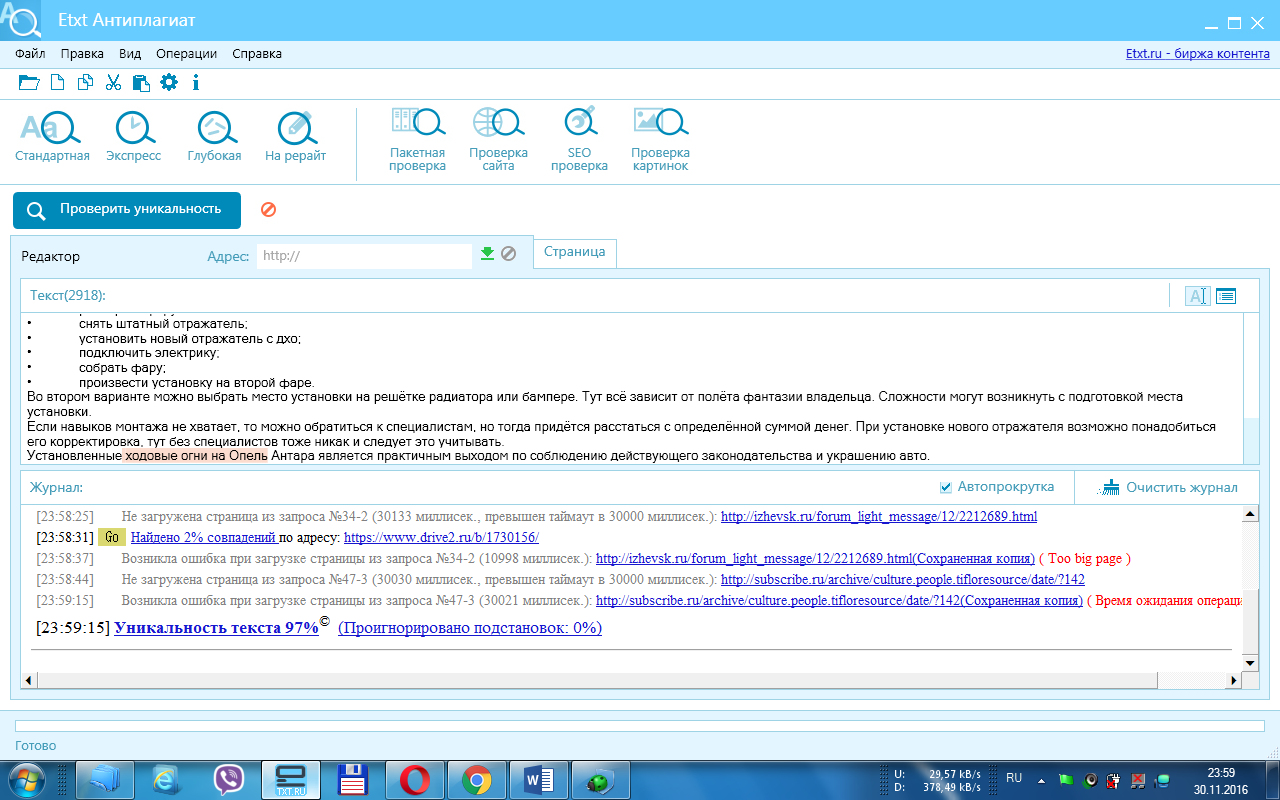 Etxt Антиплагиат
Файл Правка Вид Операции Справка
Etxt.ru - биржа контента
Стандартная Экспресс Глубокая На рерайт Пакетная проверка Проверка сайта SEO проверка Проверка картинок
Проверить уникальность
Редактор Адрес: http:// Страница
Текст(2918):
• снять штатный отражатель;
• установить новый отражатель с дхо;
• подключить электрику;
• собрать фару;
• произвести установку на второй фаре.
Во втором варианте можно выбрать место установки на решётке радиатора или бампере. Тут всё зависит от полёта фантазии владельца. Сложности могут возникнуть с подготовкой места
установки.
Если навыков монтажа не хватает, то можно обратиться к специалистам, но тогда придётся расстаться с определённой суммой денег. При установке нового отражателя возможно понадобиться
его корректировка, тут без специалистов тоже никак и следует это учитывать.
Установленные ходовые огни на Опель Антара является практичным выходом по соблюдению действующего законодательства и украшению авто.
Журнал: Автопрокрутка Очистить журнал
[23:58:25] Не загружена страница из запроса №34-2 (30133 миллисек., превышен таймаут в 30000 миллисек.): http://izhevsk.ru/forum_light_message/12/2212689.html
[23:58:31] Go Найдено 2% совпадений по адресу: https://www.drive2.ru/b/1730156/
[23:58:37] Возникла ошибка при загрузке страницы из запроса №34-2 (10998 миллисек.): http://izhevsk.ru/forum_light_message/12/2212689.html(Сохраненная копия) ( Too big page )
[23:58:44] Не загружена страница из запроса №47-3 (30030 миллисек., превышен таймаут в 30000 миллисек.): http://subscribe.ru/archive/culture.people.tifloresource/date/?142
[23:59:15] Возникла ошибка при загрузке страницы из запроса №47-3 (30021 миллисек.): http://subscribe.ru/archive/culture.people.tifloresource/date/?142(Сохраненная копия) ( Время ожидания операци
[23:59:15] Уникальность текста 97%© (Проигнорировано подстановок: 0%)
Готово
TXT.RU
U: 29,57 kB/s
D: 378,49 kB/s
RU
23:59
30.11.2016